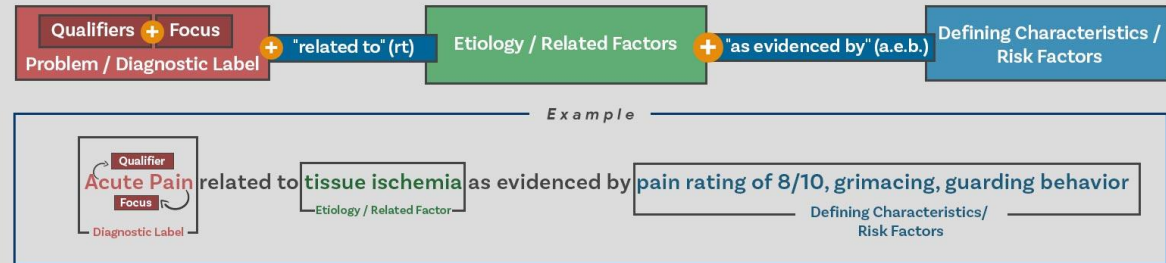 Qualifiers + Focus
Problem / Diagnostic Label
+ "related to" (rt)
Etiology / Related Factors
+ "as evidenced by" (a.e.b.)
Defining Characteristics /
Risk Factors
Example
Qualifier
Acute Pain related to tissue ischemia as evidenced by pain rating of 8/10, grimacing, guarding behavior
Focus
Diagnostic Label
Etiology / Related Factor
Defining Characteristics/
Risk Factors